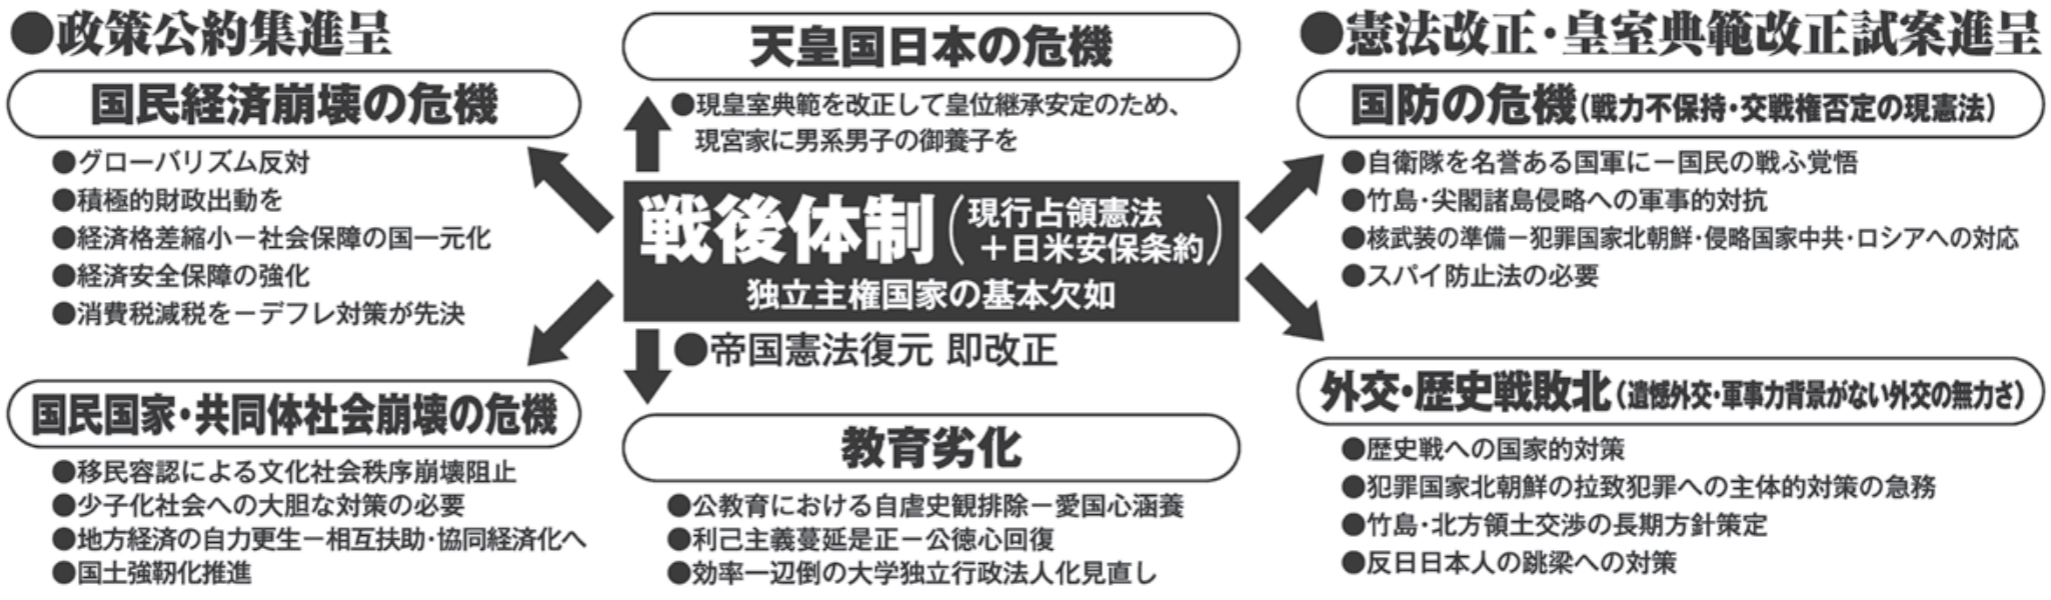 ●政策公約集進呈
国民経済崩壊の危機
●グローバリズム反対
●積極的財政出動を
●経済格差縮小－社会保障の国一元化
●経済安全保障の強化
●消費税減税を－デフレ対策が先決
国民国家・共同体社会崩壊の危機
●移民容認による文化社会秩序崩壊阻止
●少子化社会への大胆な対策の必要
●地方経済の自力更生－相互扶助・協同経済化へ
●国土強靭化推進
天皇国日本の危機
●現皇室典範を改正して皇位継承安定のため、
現宮家に男系男子の御養子を
戦後体制（現行占領憲法
＋日米安保条約）
独立主権国家の基本欠如
●帝国憲法復元 即改正
教育劣化
●公教育における自虐史観排除－愛国心涵養
●利己主義蔓延是正－公徳心回復
●効率一辺倒の大学独立行政法人化見直し
●憲法改正・皇室典範改正試案進呈
国防の危機（戦力不保持・交戦権否定の現憲法）
●自衛隊を名誉ある国軍に－国民の戦ふ覚悟
●竹島・尖閣諸島侵略への軍事的対抗
●核武装の準備－犯罪国家北朝鮮・侵略国家中共・ロシアへの対応
●スパイ防止法の必要
外交・歴史戦敗北（遺憾外交・軍事力背景がない外交の無力さ）
●歴史戦への国家的対策
●犯罪国家北朝鮮の拉致犯罪への主体的対策の急務
●竹島・北方領土交渉の長期方針策定
●反日日本人の跳梁への対策